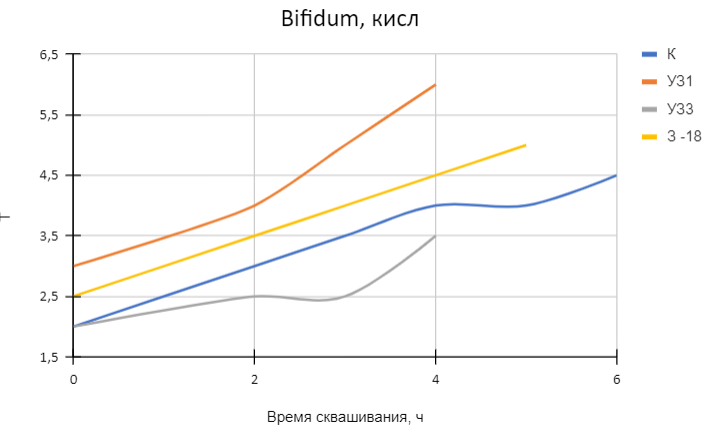 Bifidum, кисл
6,5
5,5
4,5
3,5
2,5
1,5
0 2 4 6
Время сквашивания, ч
К
УЗ1
УЗЗ
З -18